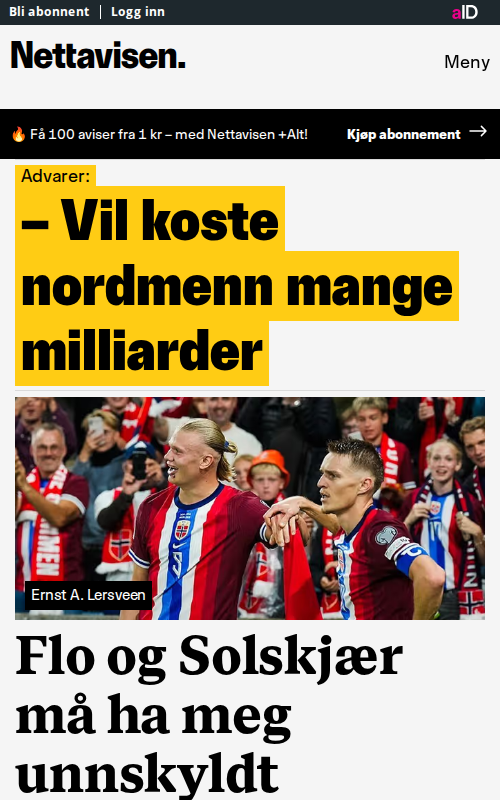 Bli abonnent | Logg inn
aID
Nettavisen.
Meny
🔥 Få 100 aviser fra 1 kr – med Nettavisen +Alt!
Kjøp abonnement →
Advarer:
– Vil koste
nordmenn mange
milliarder
Ernst A. Lersveen
Flo og Solskjær
må ha meg
unnskyldt